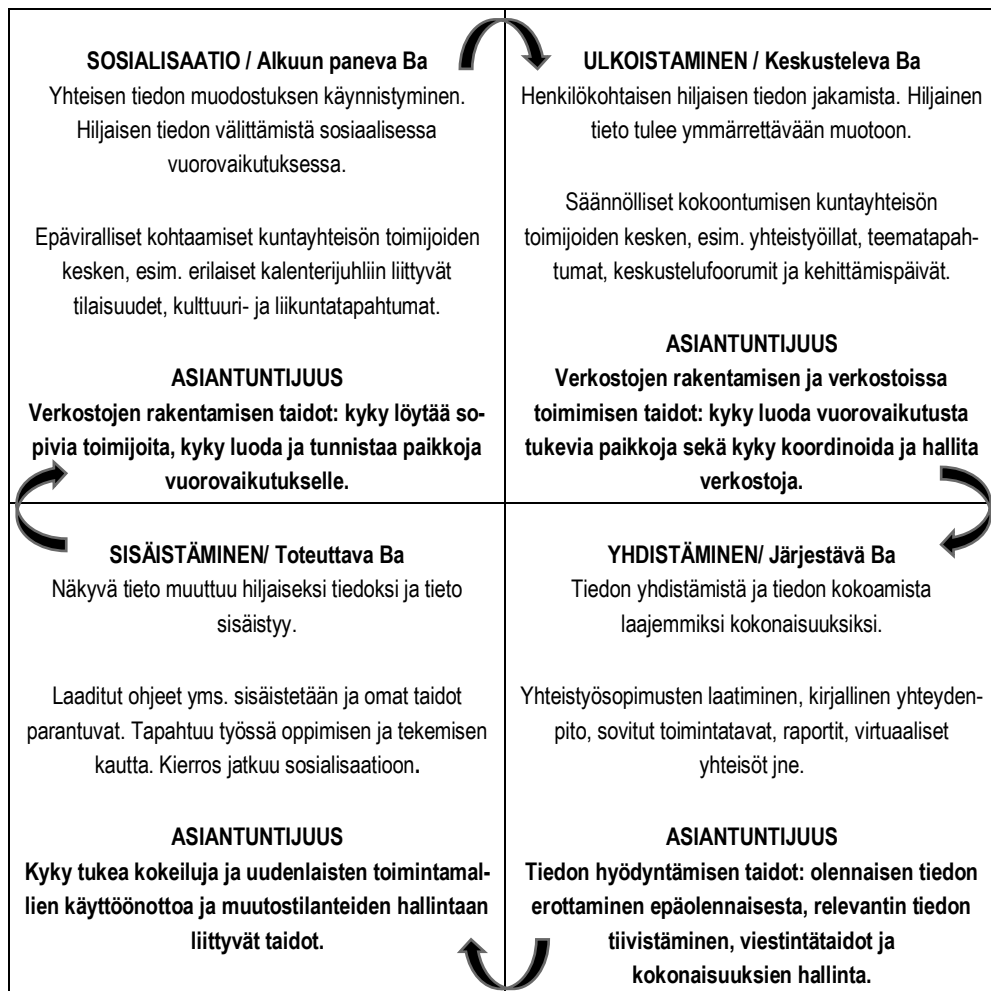 SOSIALISAATIO / Alkuun paneva Ba
Yhteisen tiedon muodostuksen käynnistyminen.
Hiljaisen tiedon välittämistä sosiaalisessa
vuorovaikutuksessa.
Epäviralliset kohtaamiset kuntayhteisön toimijoiden
kesken, esim. erilaiset kalenterijuhliin liittyvät
tilaisuudet, kulttuuri- ja liikuntatapahtumat.
ASIANTUNTIJUUS
Verkostojen rakentamisen taidot: kyky löytää so-
pivia toimijoita, kyky luoda ja tunnistaa paikkoja
vuorovaikutukselle.
ULKOISTAMINEN / Keskusteleva Ba
Henkilökohtaisen hiljaisen tiedon jakamista. Hiljainen
tieto tulee ymmärrettävään muotoon.
Säännölliset kokoontumisen kuntayhteisön
toimijoiden kesken, esim. yhteistyöillat, teematapah-
tumat, keskustelufoorumit ja kehittämispäivät.
ASIANTUNTIJUUS
Verkostojen rakentamisen ja verkostoissa
toimimisen taidot: kyky luoda vuorovaikutusta
tukevia paikkoja sekä kyky koordinoida ja hallita
verkostoja.
SISÄISTÄMINEN/ Toteuttava Ba
Näkyvä tieto muuttuu hiljaiseksi tiedoksi ja tieto
sisäistyy.
Laaditut ohjeet yms. sisäistetään ja omat taidot
parantuvat. Tapahtuu työssä oppimisen ja tekemisen
kautta. Kierros jatkuu sosialisaatioon.
ASIANTUNTIJUUS
Kyky tukea kokeiluja ja uudenlaisten toimintamal-
lien käyttöönottoa ja muutostilanteiden hallintaan
liittyvät taidot.
YHDISTÄMINEN/ Järjestävä Ba
Tiedon yhdistämistä ja tiedon kokoamista
laajemmiksi kokonaisuuksiksi.
Yhteistyösopimusten laatiminen, kirjallinen yhteyden-
pito, sovitut toimintatavat, raportit, virtuaaliset
yhteisöt jne.
ASIANTUNTIJUUS
Tiedon hyödyntämisen taidot: olennaisen tiedon
erottaminen epäolennaisesta, relevantin tiedon
tiivistäminen, viestintätaidot ja
kokonaisuuksien hallinta.